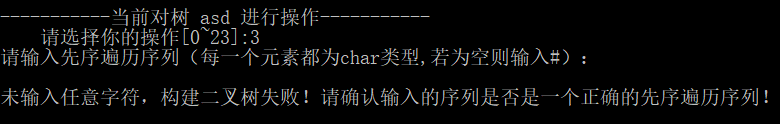 -----------当前对树 asd 进行操作-----------
请选择你的操作[0~23]:3
请输入先序遍历序列（每一个元素都为char类型,若为空则输入#）：
未输入任意字符，构建二叉树失败！请确认输入的序列是否是一个正确的先序遍历序列！